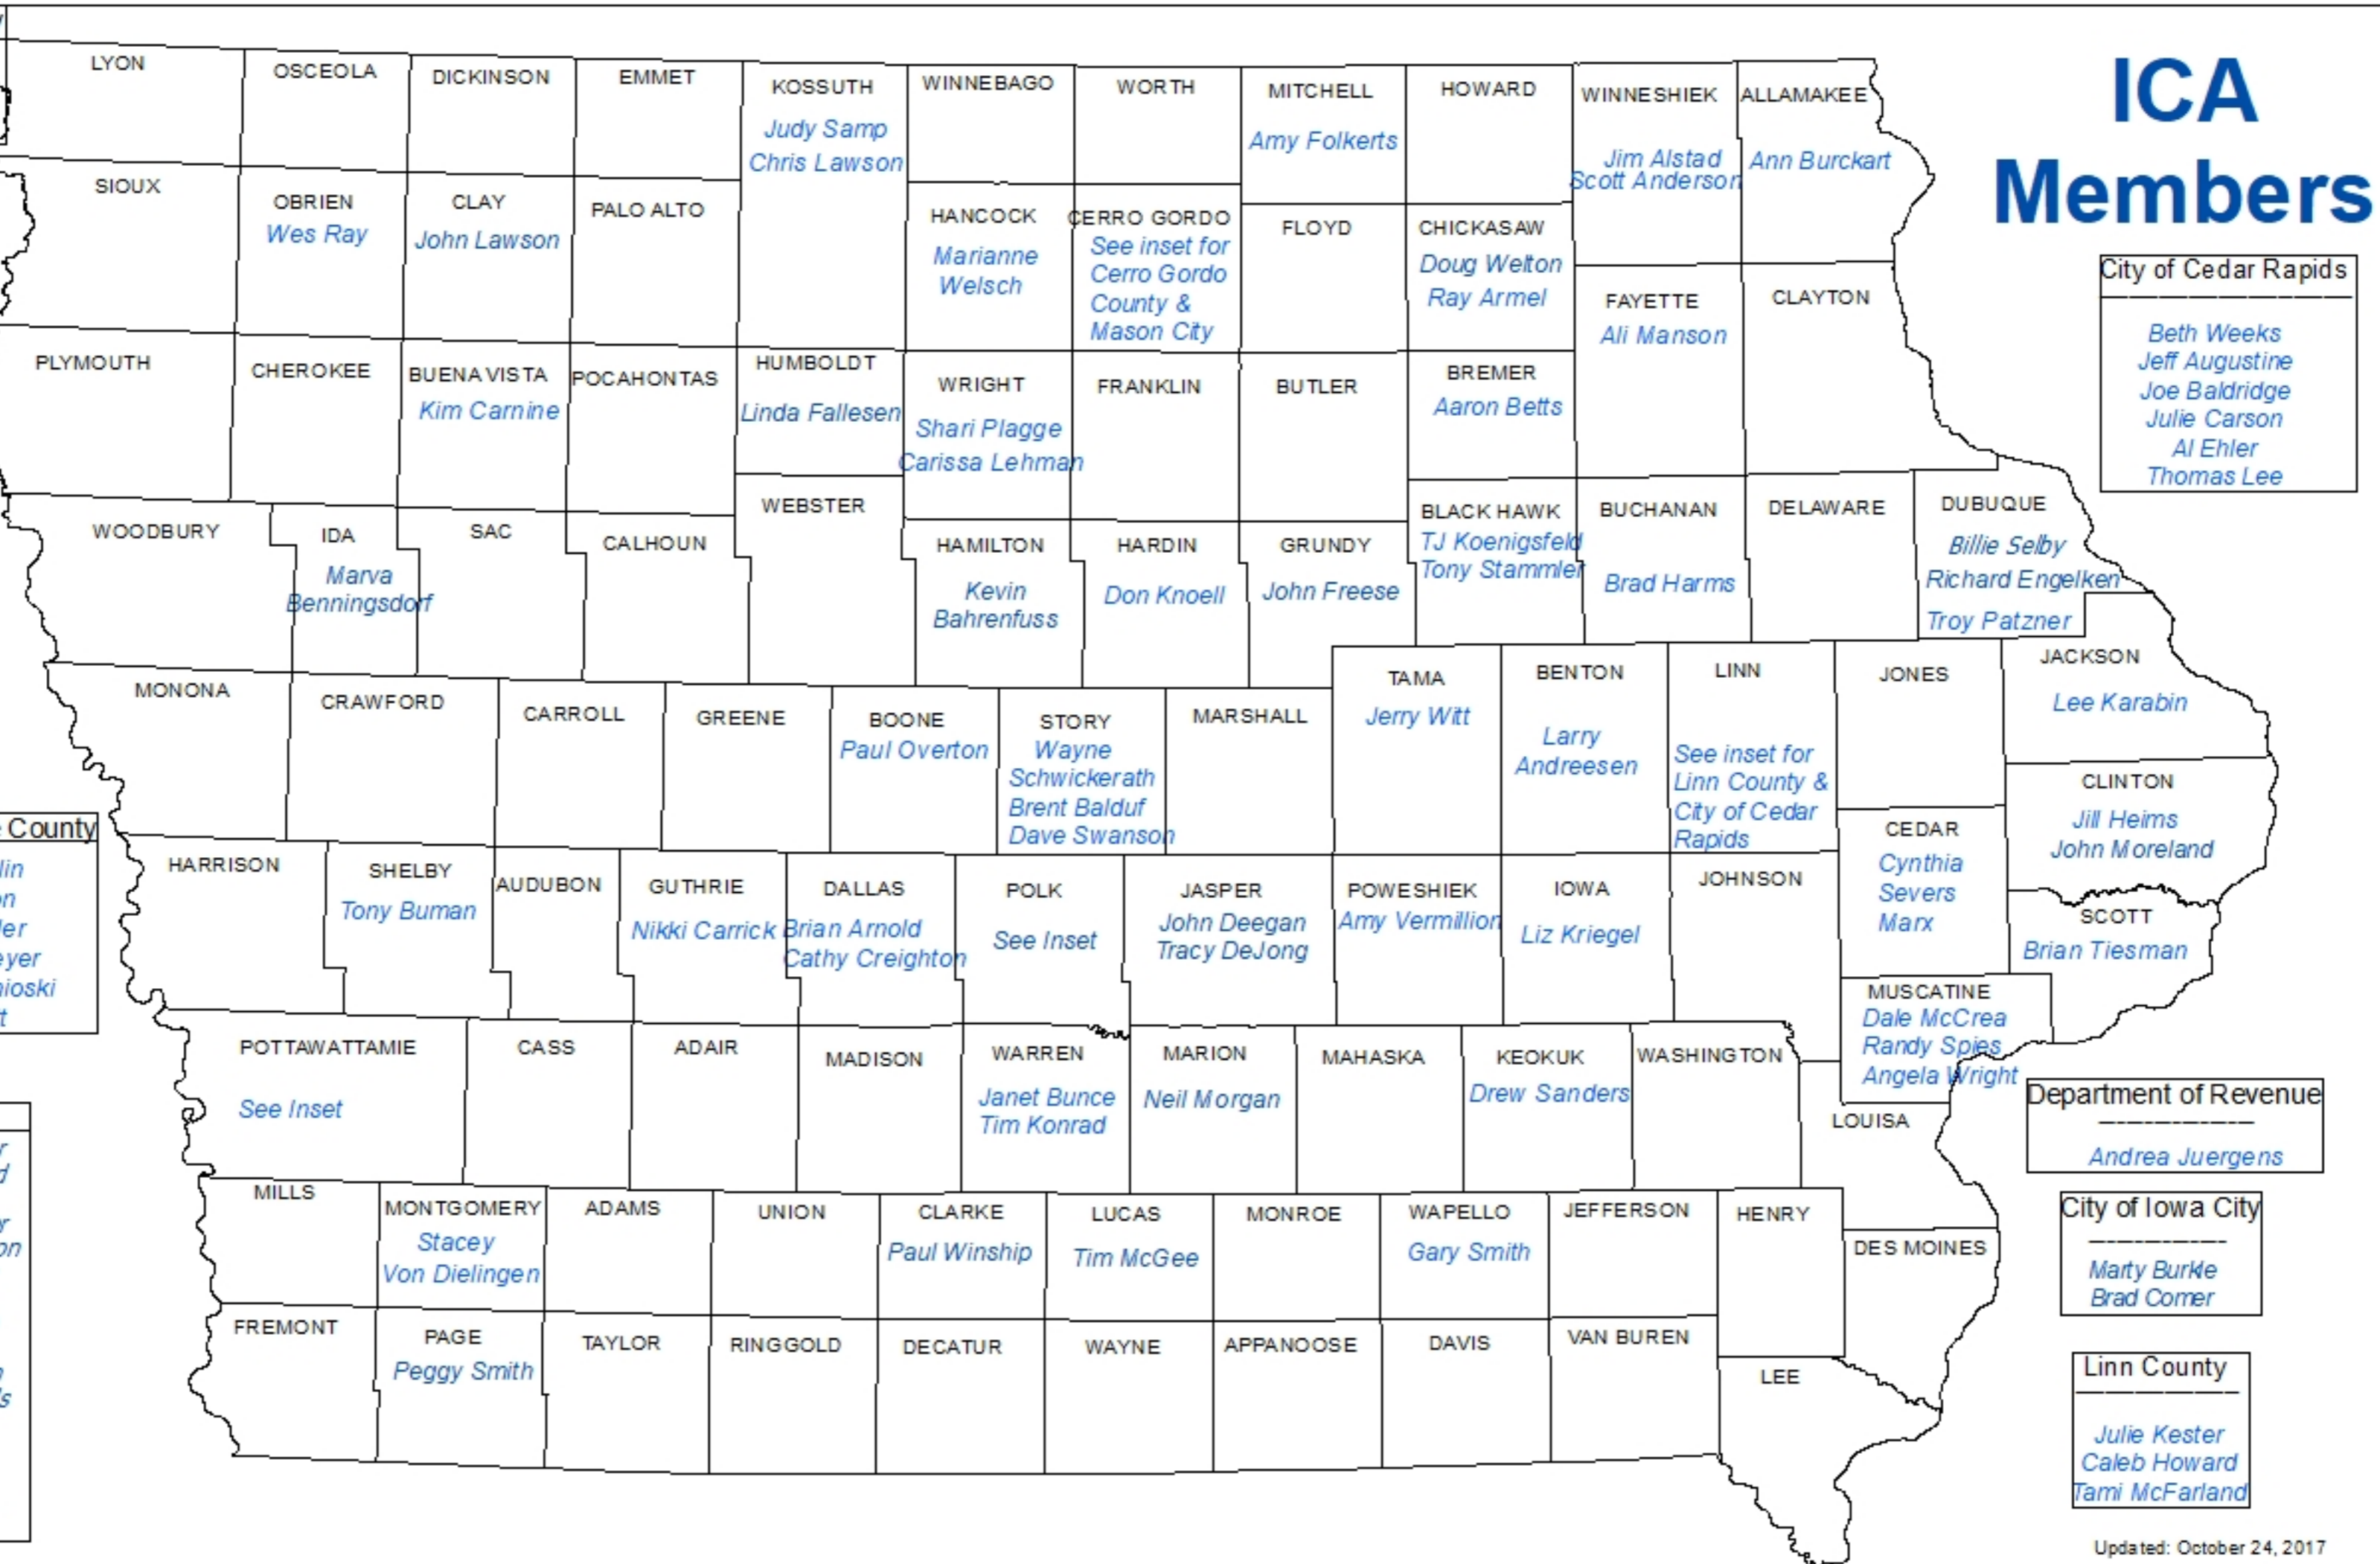 ICA
Members
LYON
OSCEOLA
DICKINSON
EMMET
KOSSUTH
Judy Samp
Chris Lawson
WINNEBAGO
WORTH
MITCHELL
Amy Folkerts
HOWARD
WINNESHIEK
Jim Alstad
Scott Anderson
ALLAMAKEE
Ann Burckart
SIOUX
OBRIEN
Wes Ray
CLAY
John Lawson
PALO ALTO
HANCOCK
Marianne
Welsch
CERRO GORDO
See inset for
Cerro Gordo
County &
Mason City
FLOYD
CHICKASAW
Doug Welton
Ray Armel
FAYETTE
Ali Manson
CLAYTON
City of Cedar Rapids
Beth Weeks
Jeff Augustine
Joe Baldridge
Julie Carson
Al Ehler
Thomas Lee
PLYMOUTH
CHEROKEE
BUENA VISTA
Kim Carnine
POCAHONTAS
HUMBOLDT
Linda Fallesen
WRIGHT
Shari Plagge
Carissa Lehman
FRANKLIN
BUTLER
BREMER
Aaron Betts
WOODBURY
IDA
Marva
Benningsdorf
SAC
CALHOUN
WEBSTER
HAMILTON
Kevin
Bahrenfuss
HARDIN
Don Knoell
GRUNDY
John Freese
BLACK HAWK
TJ Koenigsfeld
Tony Stammler
BUCHANAN
Brad Harms
DELAWARE
DUBUQUE
Billie Selby
Richard Engelken
Troy Patzner
MONONA
CRAWFORD
CARROLL
GREENE
BOONE
Paul Overton
STORY
Wayne
Schwickerath
Brent Balduf
Dave Swanson
MARSHALL
TAMA
Jerry Witt
BENTON
Larry
Andreesen
LINN
See inset for
Linn County &
City of Cedar
Rapids
JONES
JACKSON
Lee Karabin
CLINTON
Jill Heims
John Moreland
CEDAR
Cynthia
Severs
Marx
County
HARRISON
SHELBY
Tony Buman
AUDUBON
GUTHRIE
Nikki Carrick
DALLAS
Brian Arnold
Cathy Creighton
POLK
See Inset
JASPER
John Deegan
Tracy DeJong
POWESHIEK
Amy Vermillion
IOWA
Liz Kriegel
JOHNSON
SCOTT
Brian Tiesman
MUSCATINE
Dale McCrea
Randy Spies
Angela Wright
POTTAWATTAMIE
See Inset
CASS
ADAIR
MADISON
WARREN
Janet Bunce
Tim Konrad
MARION
Neil Morgan
MAHASKA
KEOKUK
Drew Sanders
WASHINGTON
LOUISA
Department of Revenue
Andrea Juergens
MILLS
MONTGOMERY
Stacey
Von Dielingen
ADAMS
UNION
CLARKE
Paul Winship
LUCAS
Tim McGee
MONROE
WAPELLO
Gary Smith
JEFFERSON
HENRY
DES MOINES
City of Iowa City
Marty Burkle
Brad Comer
FREMONT
PAGE
Peggy Smith
TAYLOR
RINGGOLD
DECATUR
WAYNE
APPANOOSE
DAVIS
VAN BUREN
LEE
Linn County
Julie Kester
Caleb Howard
Tami McFarland
Updated: October 24, 2017